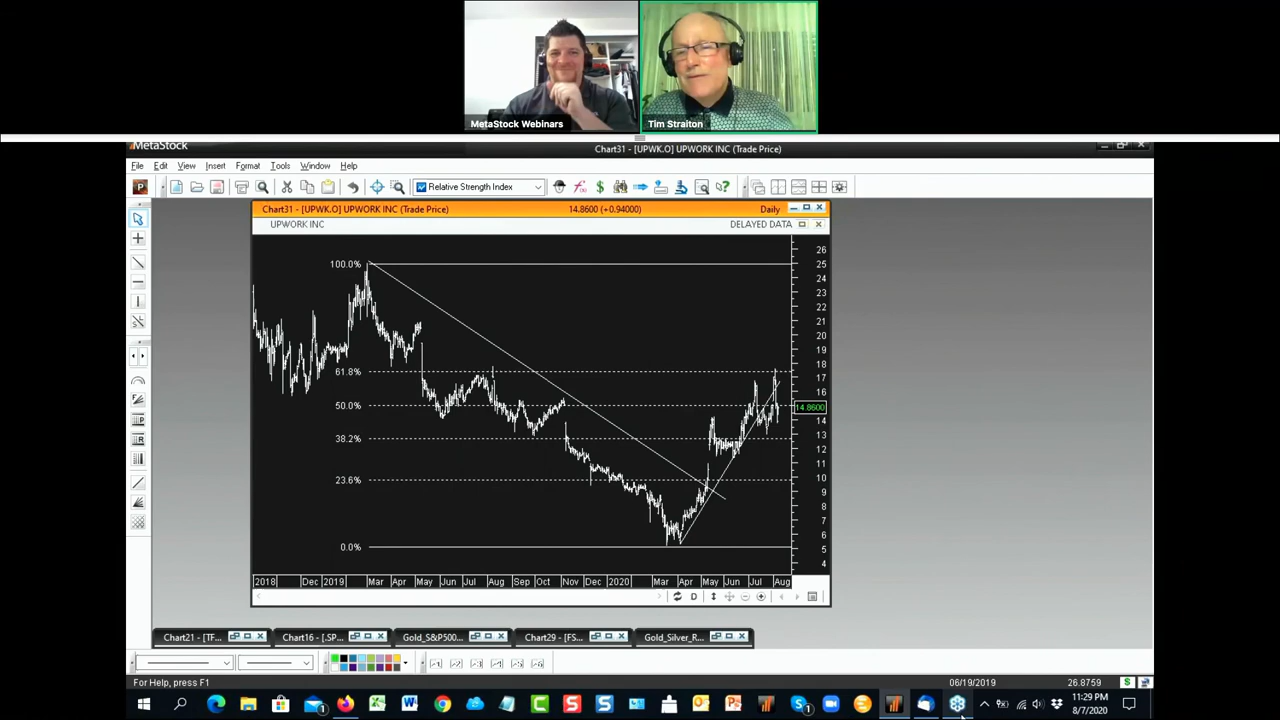 MetaStock Webinars
Tim Straiton
MetaStock
Chart31 - [UPWK.O] UPWORK INC (Trade Price)
File Edit View Insert Format Tools Window Help
P
Relative Strength Index
Chart31 - [UPWK.O] UPWORK INC (Trade Price) 14.8600 (+0.94000) Daily
UPWORK INC DELAYED DATA
26
100.0% 25
24
23
22
21
20
19
18
61.8%
17
16
50.0% 14.8600
14
38.2% 13
12
11
23.6% 10
9
8
7
6
0.0% 5
4
2018 Dec 2019 Mar Apr May Jun Jul Aug Sep Oct Nov Dec 2020 Mar Apr May Jun Jul Aug
D
Chart21 - [TF... Chart16 - [.SP... Gold_S&P500... Chart29 - [FS... Gold_Silver_R...
For Help, press F1 06/19/2019 26.8759
11:29 PM
8/7/2020